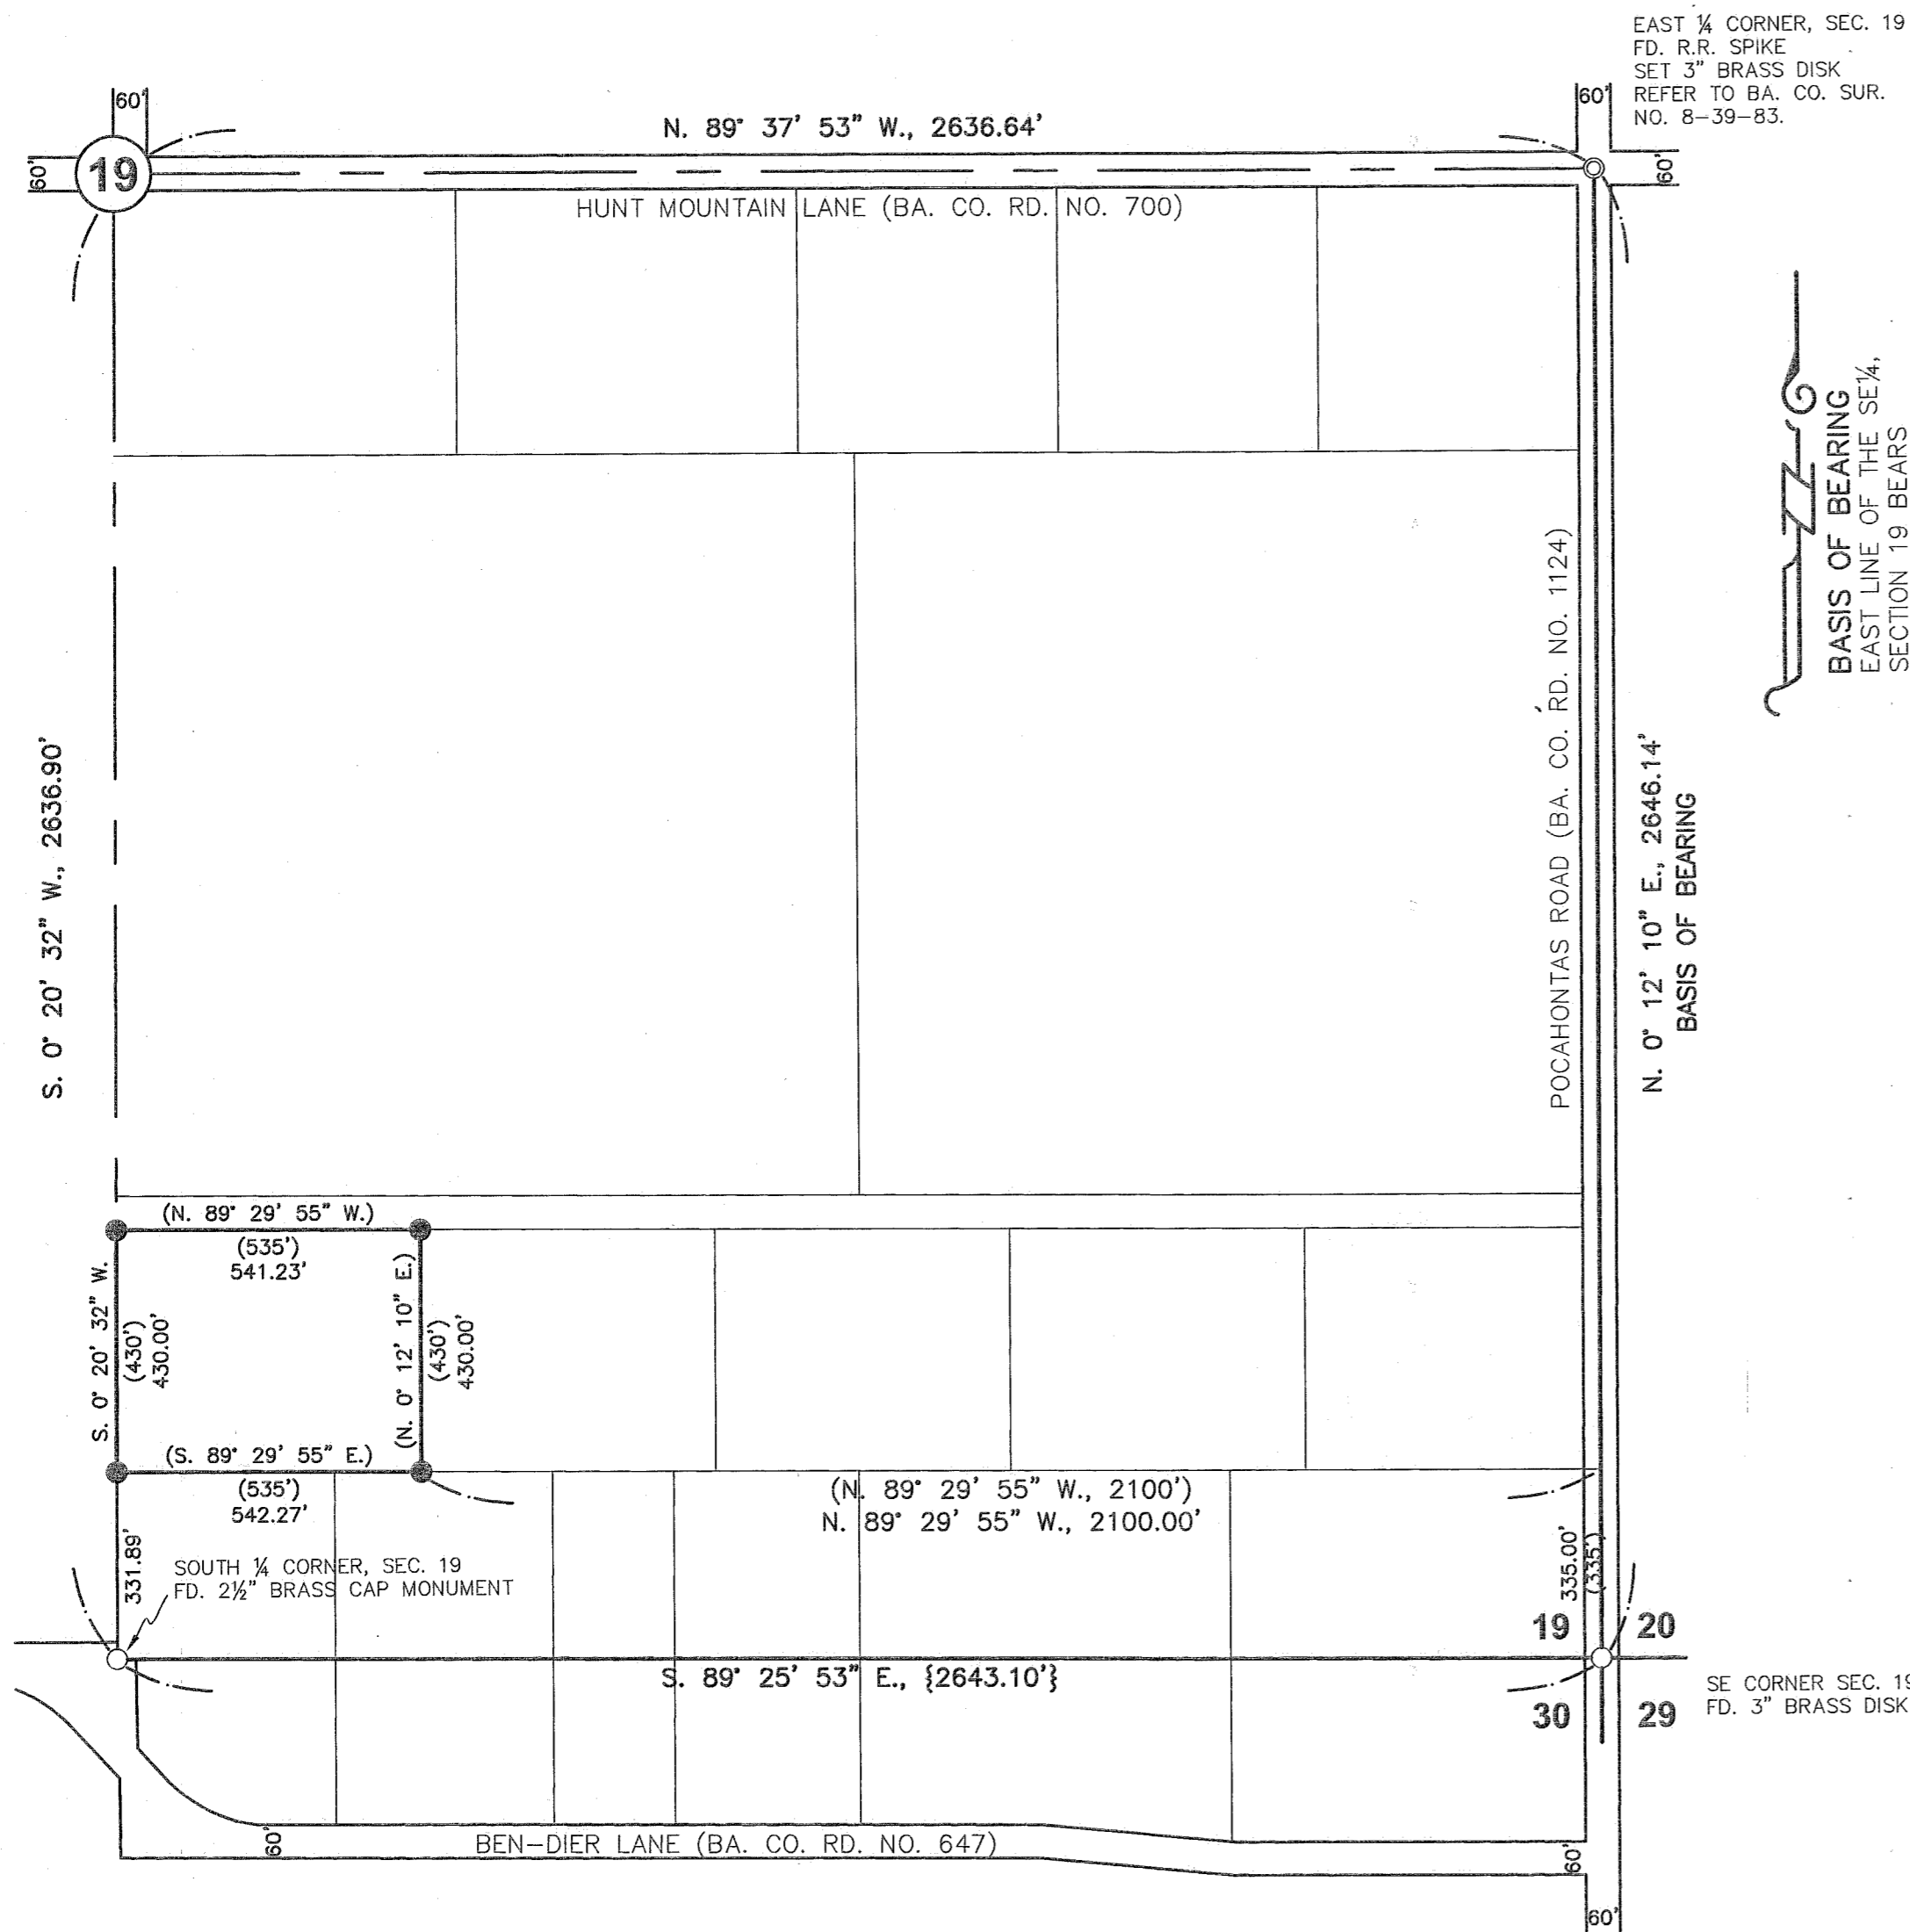 EAST ¼ CORNER, SEC. 19
FD. R.R. SPIKE
SET 3" BRASS DISK
REFER TO BA. CO. SUR.
NO. 8-39-83.
60'
60'
N. 89° 37' 53" W., 2636.64'
60'
19
60'
HUNT MOUNTAIN LANE (BA. CO. RD. NO. 700)
N
BASIS OF BEARING
EAST LINE OF THE SE¼,
SECTION 19 BEARS
S. 0° 20' 32" W., 2636.90'
POCAHONTAS ROAD (BA. CO. RD. NO. 1124)
N. 0° 12' 10" E., 2646.14'
BASIS OF BEARING
(N. 89° 29' 55" W.)
(535')
541.23'
S. 0° 20' 32" W.
(430')
430.00'
(N. 0° 12' 10" E.)
(430')
430.00'
(S. 89° 29' 55" E.)
(535')
542.27'
(N. 89° 29' 55" W., 2100')
N. 89° 29' 55" W., 2100.00'
331.89'
SOUTH ¼ CORNER, SEC. 19
FD. 2½" BRASS CAP MONUMENT
335.00'
(335')
19
20
S. 89° 25' 53" E., {2643.10'}
30
29
SE CORNER SEC. 19
FD. 3" BRASS DISK
60'
BEN-DIER LANE (BA. CO. RD. NO. 647)
60'
60'